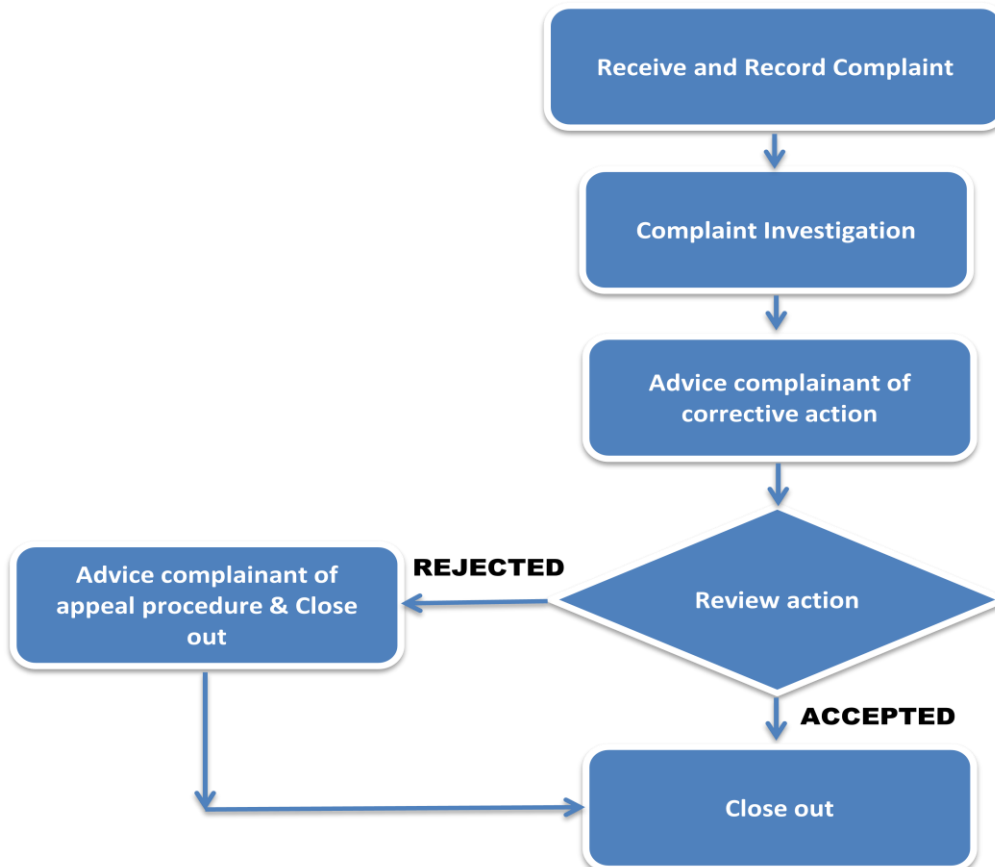 Receive and Record Complaint
Complaint Investigation
Advice complainant of
corrective action
Review action
REJECTED
Advice complainant of
appeal procedure & Close
out
ACCEPTED
Close out